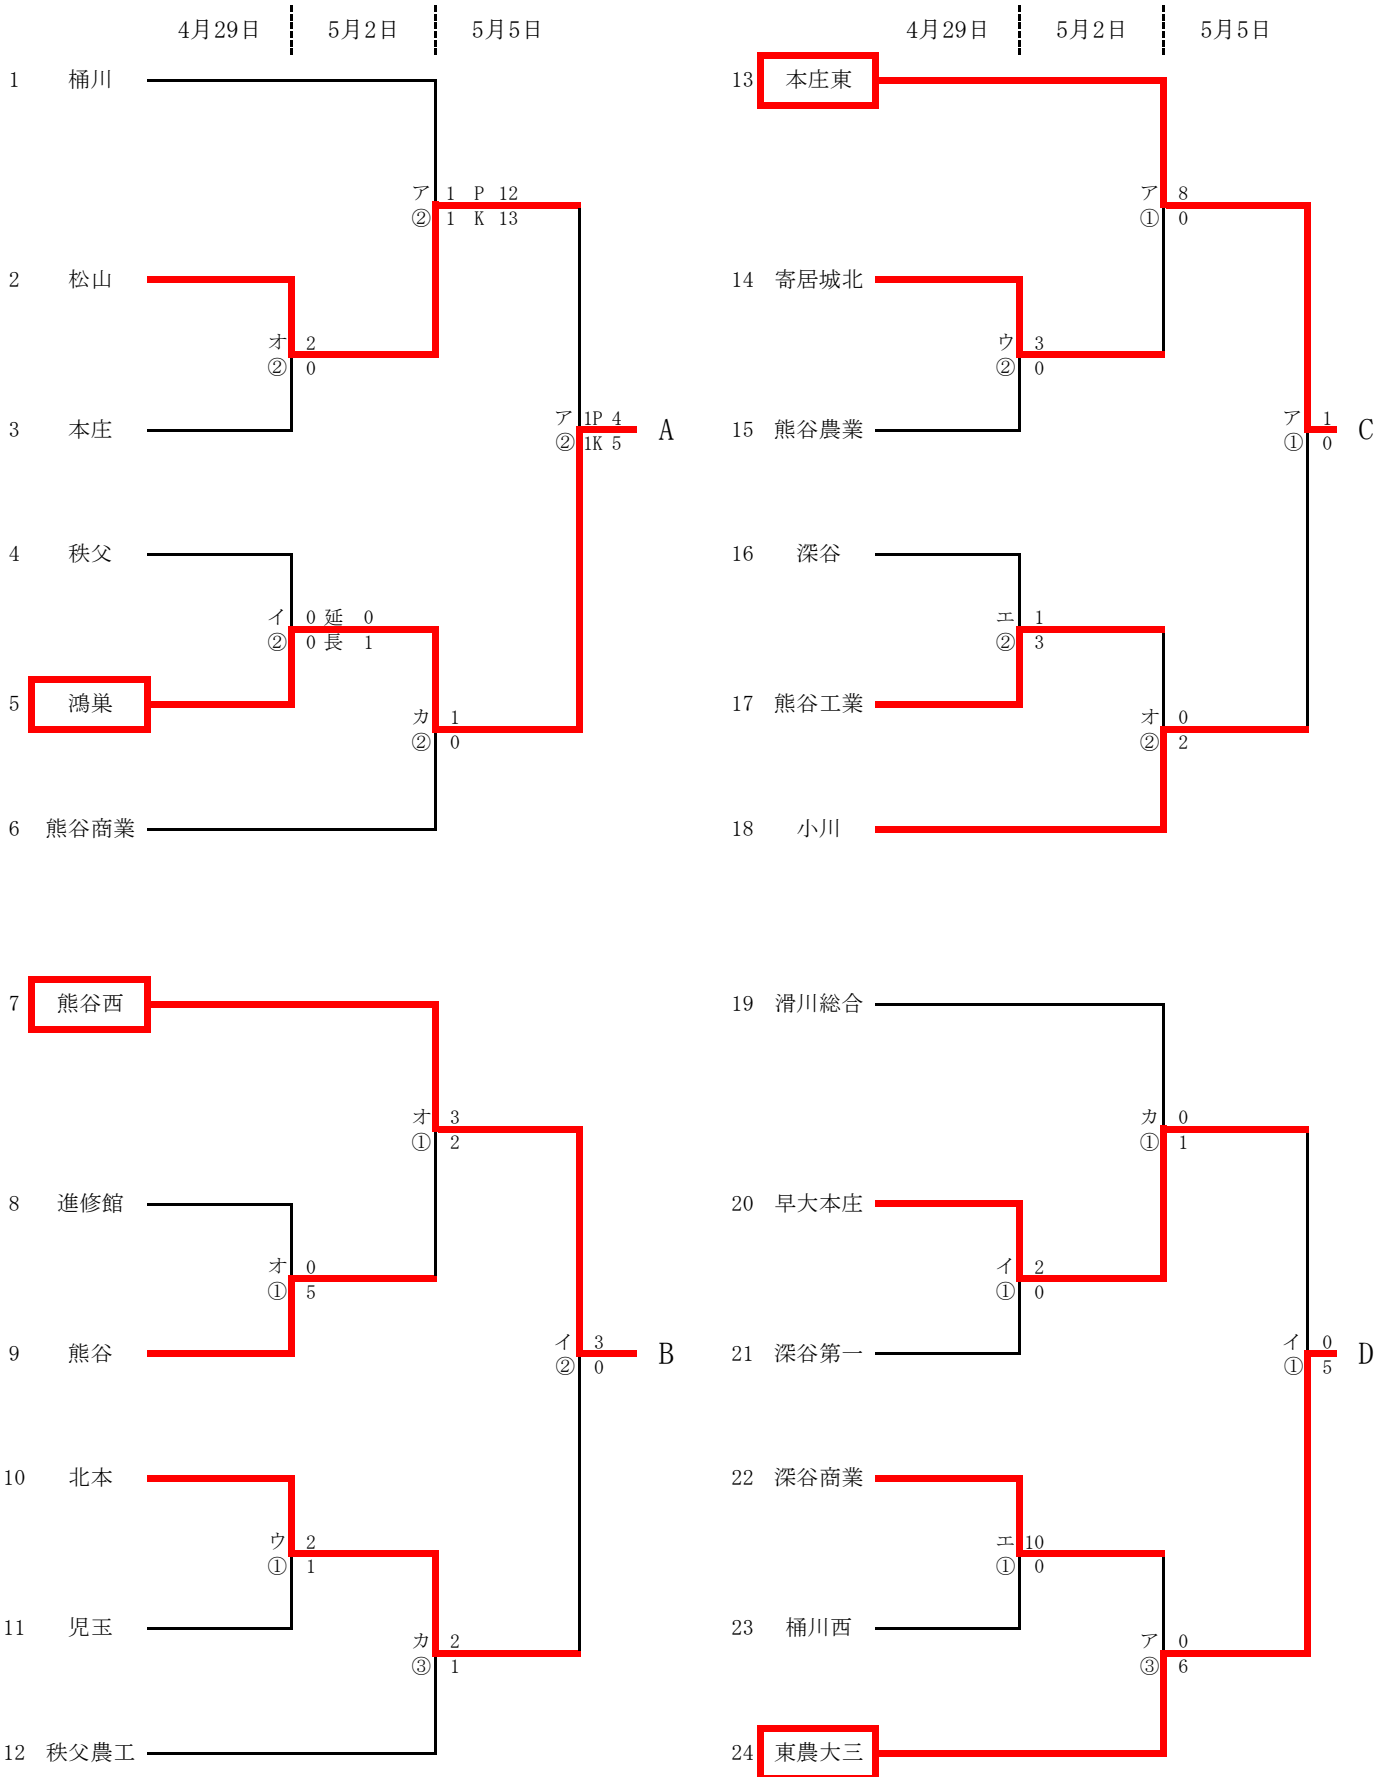 4月29日 5月2日 5月5日 4月29日 5月2日 5月5日
1 桶川
13 本庄東
ア 1 P 12
② 1 K 13
ア 8
① 0
2 松山
14 寄居城北
オ 2
② 0
ウ 3
② 0
3 本庄
ア 1P 4
② 1K 5
A
15 熊谷農業
ア 1
① 0
C
4 秩父
16 深谷
イ 0 延 0
② 0 長 1
エ 1
② 3
5 鴻巣
17 熊谷工業
カ 1
② 0
オ 0
② 2
6 熊谷商業
18 小川
7 熊谷西
19 滑川総合
オ 3
① 2
カ 0
① 1
8 進修館
20 早大本庄
オ 0
① 5
イ 2
① 0
9 熊谷
イ 3
② 0
B
21 深谷第一
イ 0
① 5
D
10 北本
22 深谷商業
ウ 2
① 1
エ 10
① 0
11 児玉
23 桶川西
カ 2
③ 1
ア 0
③ 6
12 秩父農工
24 東農大三